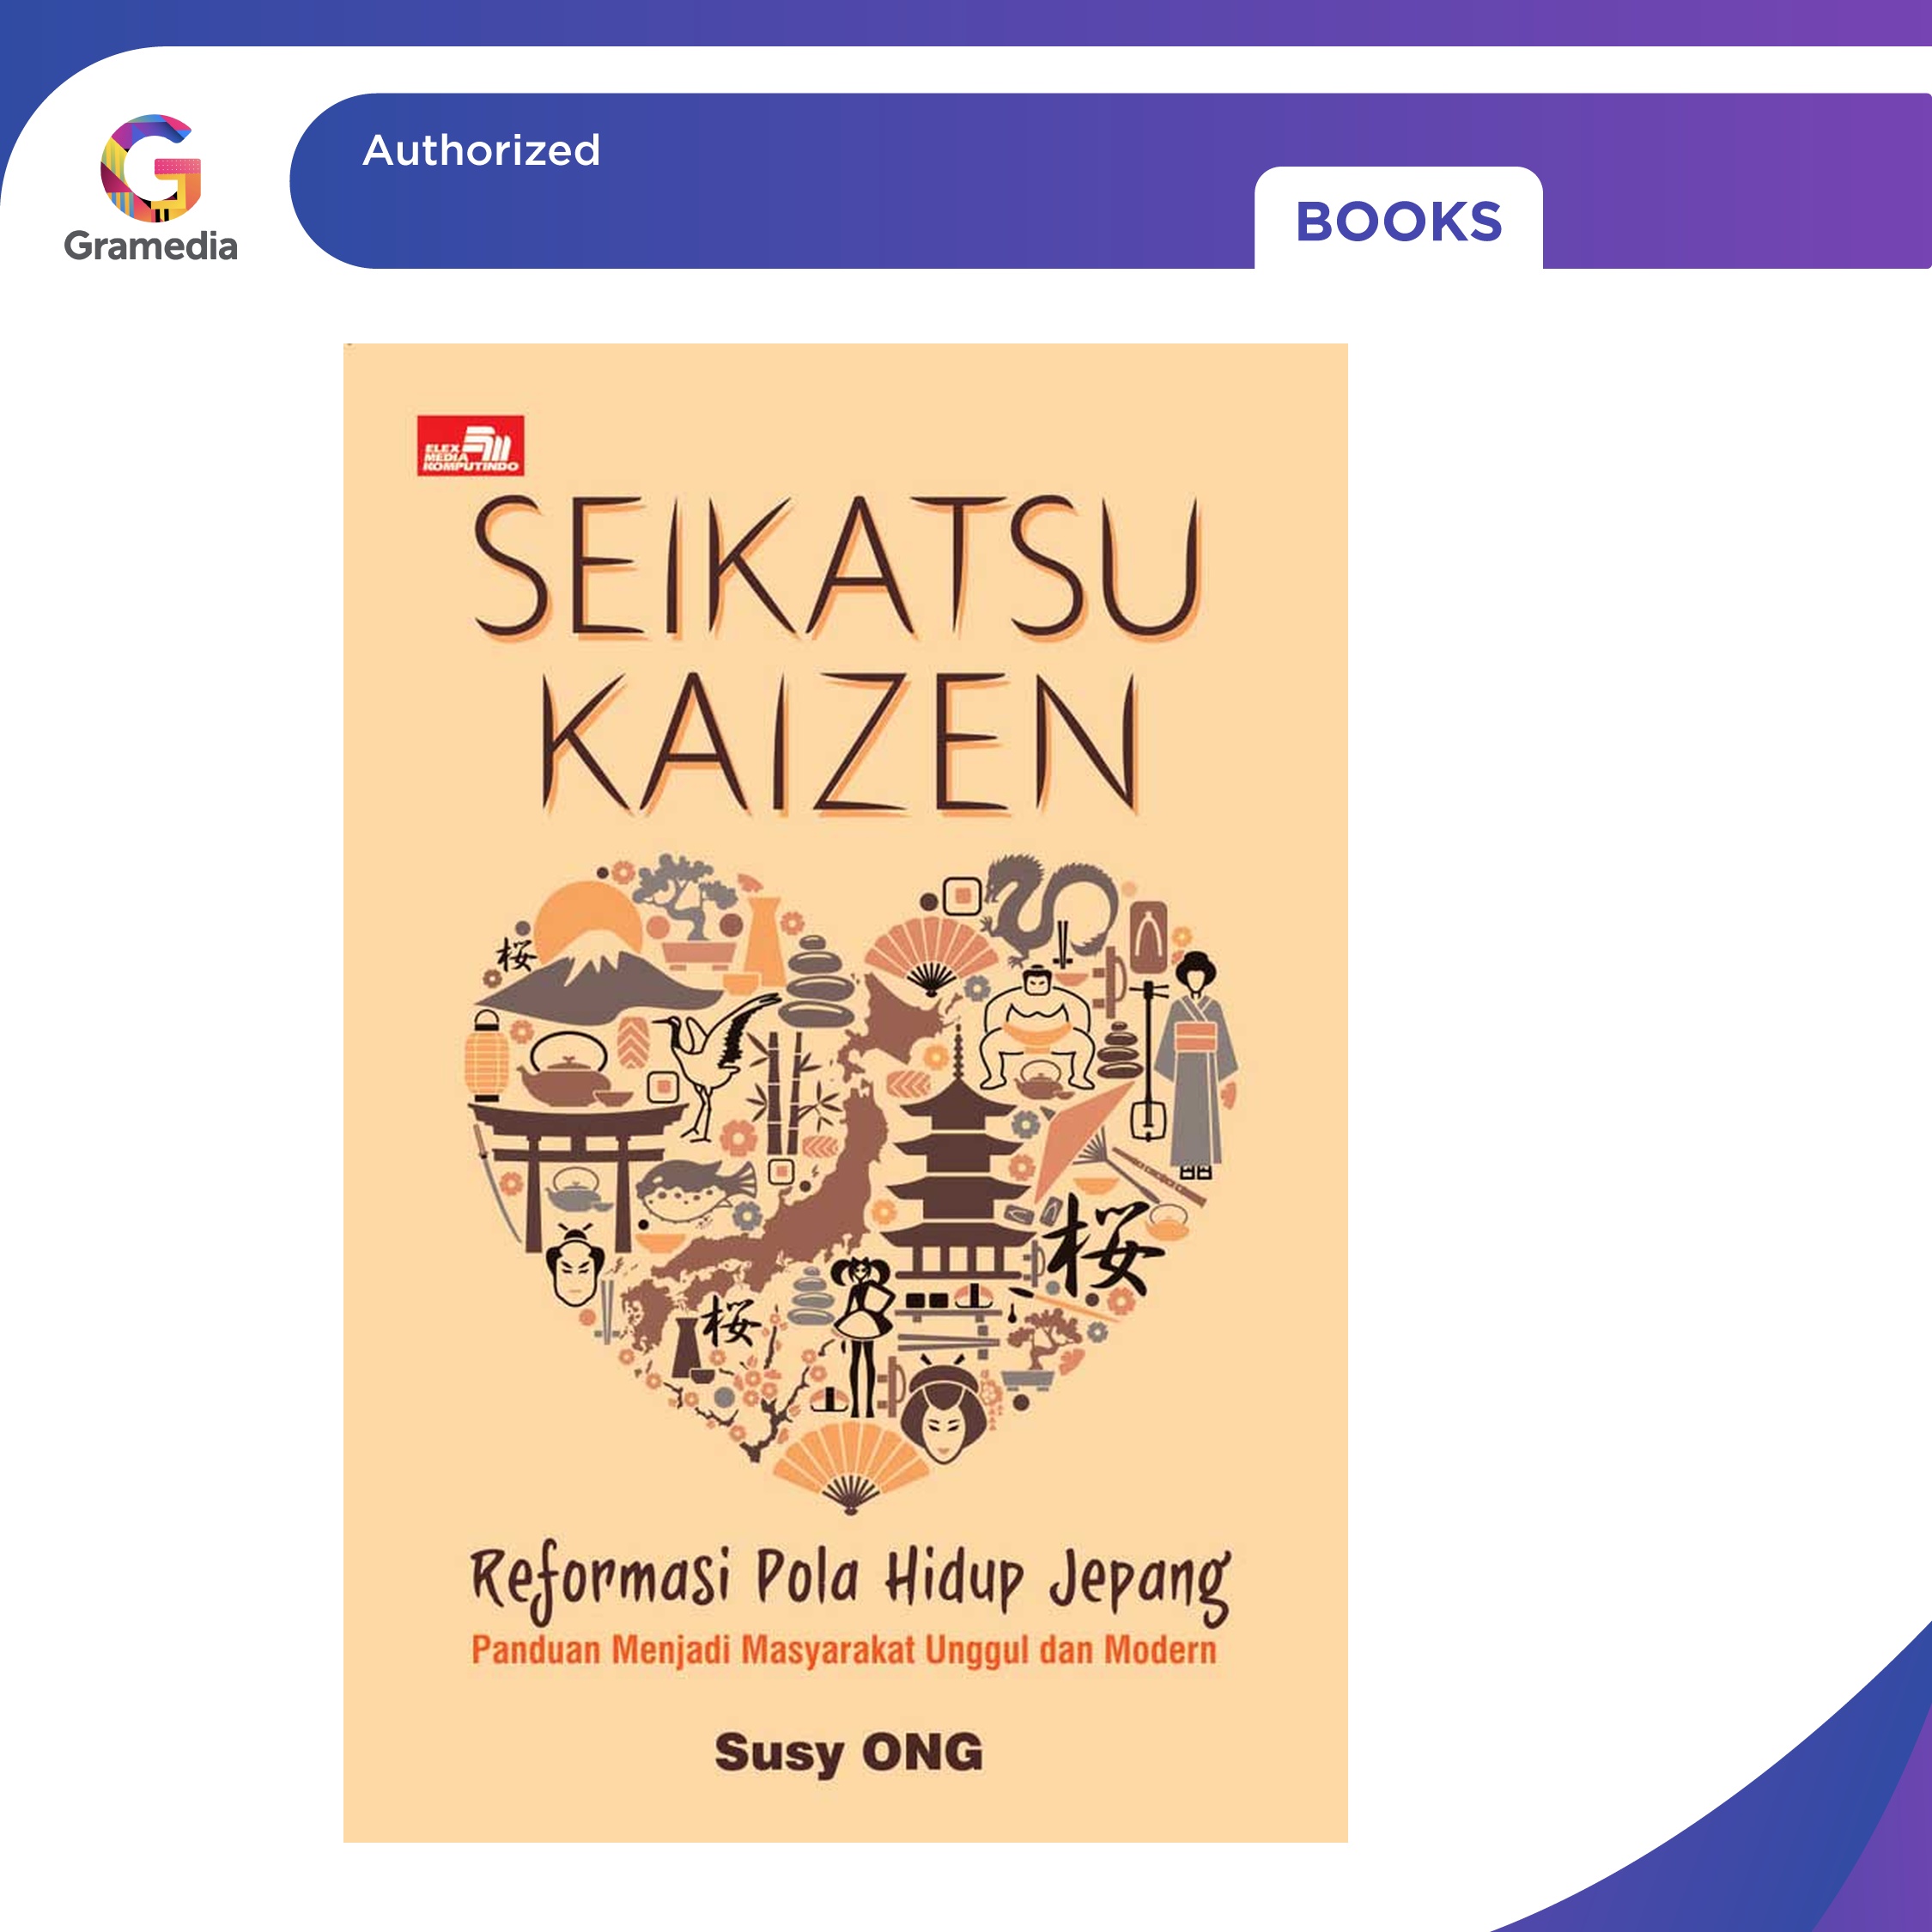 Gramedia
Authorized
BOOKS
ELEX
MEDIA
KOMPUTINDO
SEIKATSU
KAIZEN
桜
桜
桜
Reformasi Pola Hidup Jepang
Panduan Menjadi Masyarakat Unggul dan Modern
Susy ONG